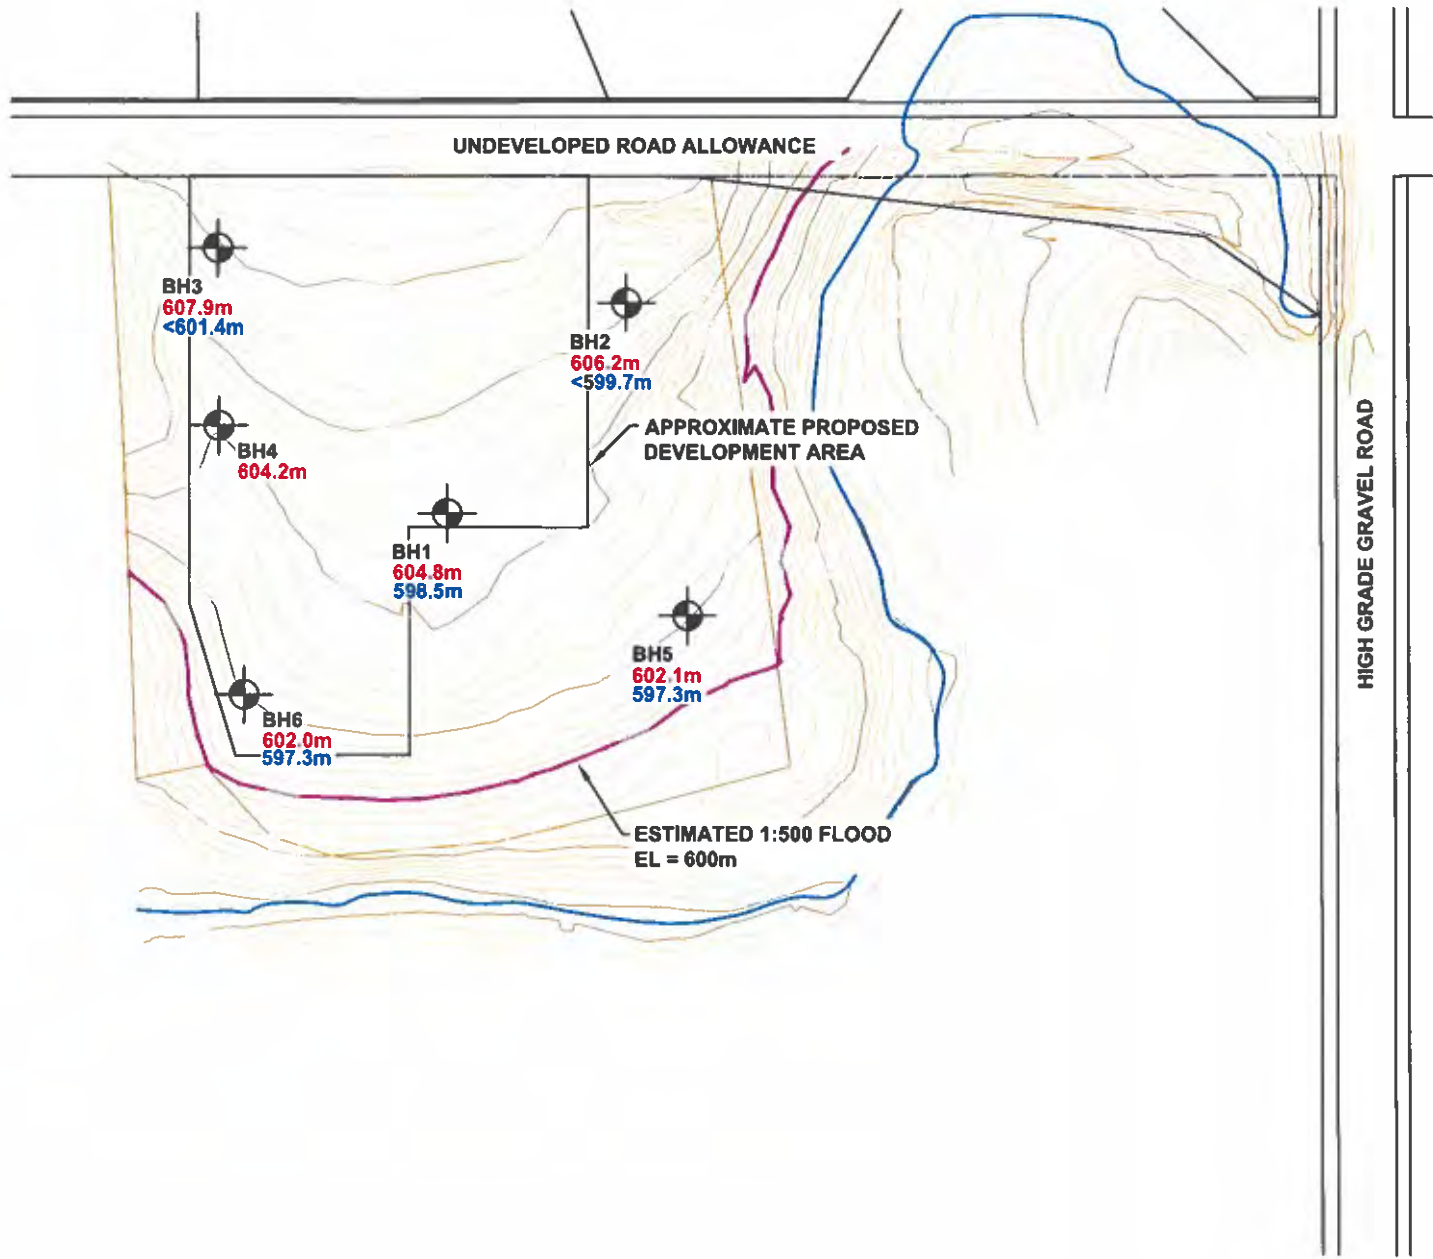 UNDEVELOPED ROAD ALLOWANCE
BH3
607.9m
<601.4m
BH2
606.2m
<599.7m
APPROXIMATE PROPOSED
DEVELOPMENT AREA
BH4
604.2m
BH1
604.8m
598.5m
BH5
602.1m
597.3m
BH6
602.0m
597.3m
ESTIMATED 1:500 FLOOD
EL = 600m
HIGH GRADE GRAVEL ROAD